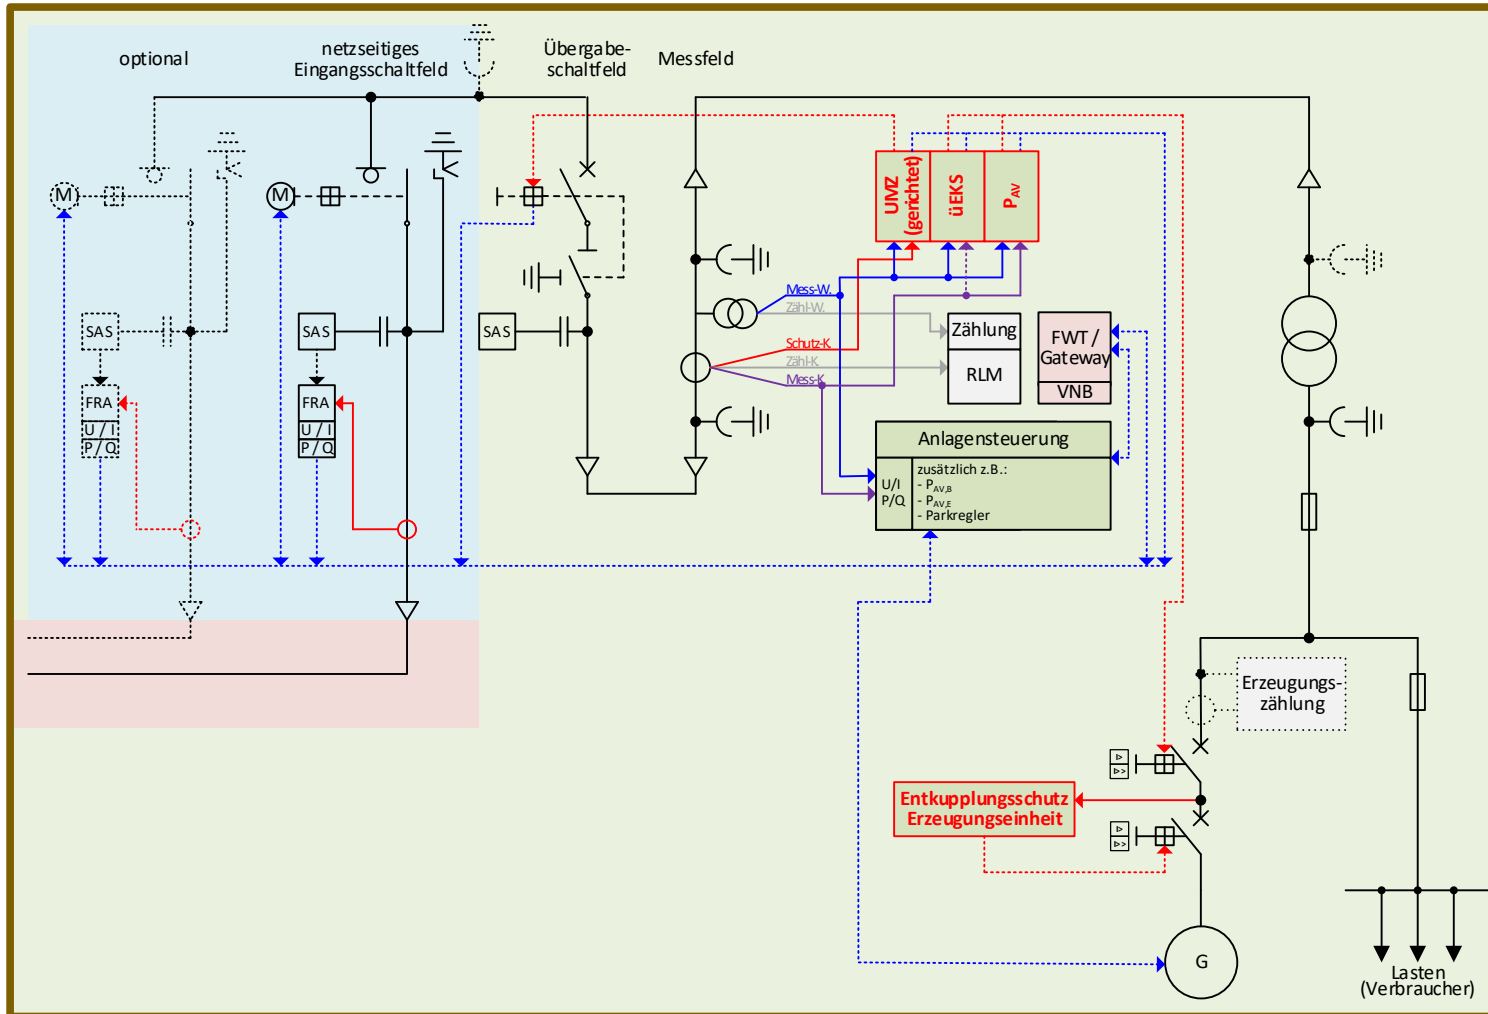 optional
netzseitiges
Eingangsschaltfeld
Übergabe-
schaltfeld
Messfeld
M
M
SAS
FRA
U / I
P / Q
SAS
FRA
U / I
P / Q
SAS
UMZ
(gerichtet)
üEKS
PAV
Mess-W.
Zähl-W.
Schutz-K.
Zähl-K.
Mess-K.
Zählung
RLM
FWT /
Gateway
VNB
Anlagensteuerung
U/I
P/Q
zusätzlich z.B.:
- PAV,B
- PAV,E
- Parkregler
Erzeugungs-
zählung
Entkupplungsschutz
Erzeugungseinheit
G
Lasten
(Verbraucher)